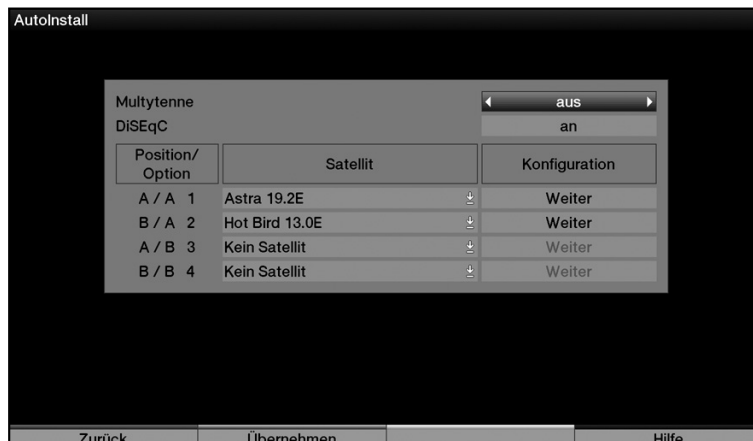 AutoInstall
Multytenne aus
DiSEqC an
Position/ Option Satellit Konfiguration
A / A 1 Astra 19.2E Weiter
B / A 2 Hot Bird 13.0E Weiter
A / B 3 Kein Satellit Weiter
B / B 4 Kein Satellit Weiter
Zurück Übernehmen Hilfe